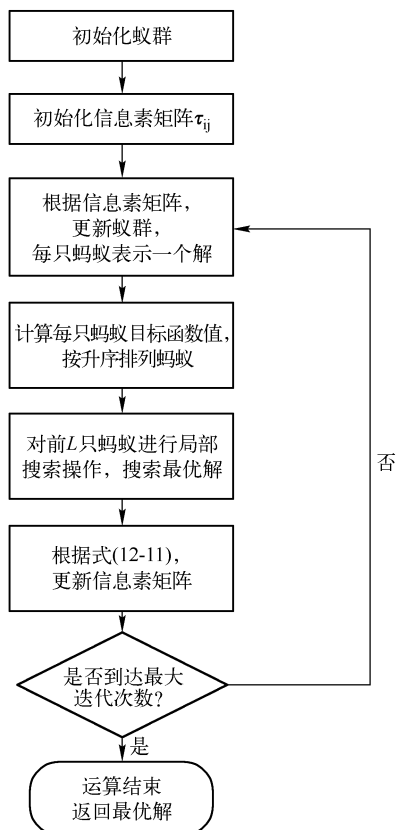 初始化蚁群
初始化信息素矩阵τij
根据信息素矩阵，
更新蚁群，
每只蚂蚁表示一个解
计算每只蚂蚁目标函数值，
按升序排列蚂蚁
对前L只蚂蚁进行局部
搜索操作，搜索最优解
否
根据式(12-11)，
更新信息素矩阵
是否到达最大
迭代次数？
是
运算结束
返回最优解